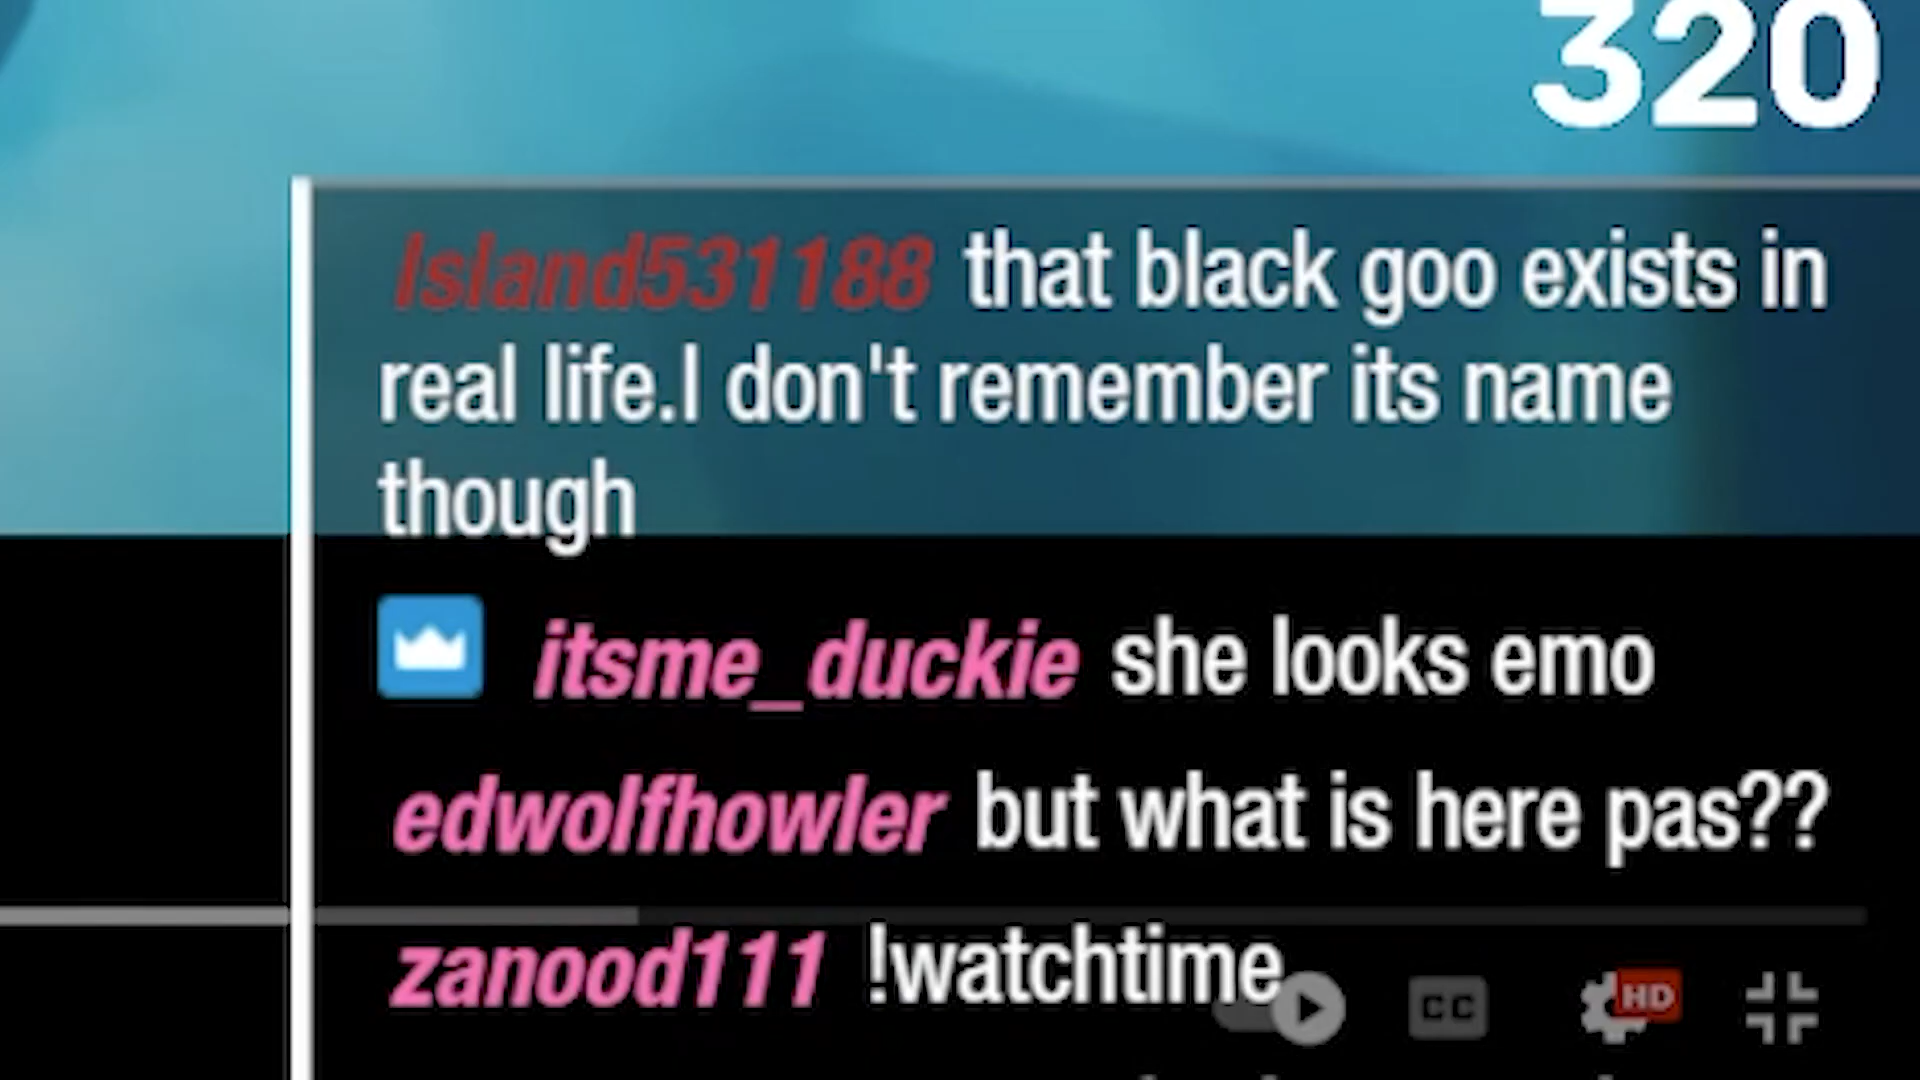 320
Island531188 that black goo exists in
real life.I don't remember its name
though
itsme_duckie she looks emo
edwolfhowler but what is here pas??
zanood111 !watchtime
CC HD